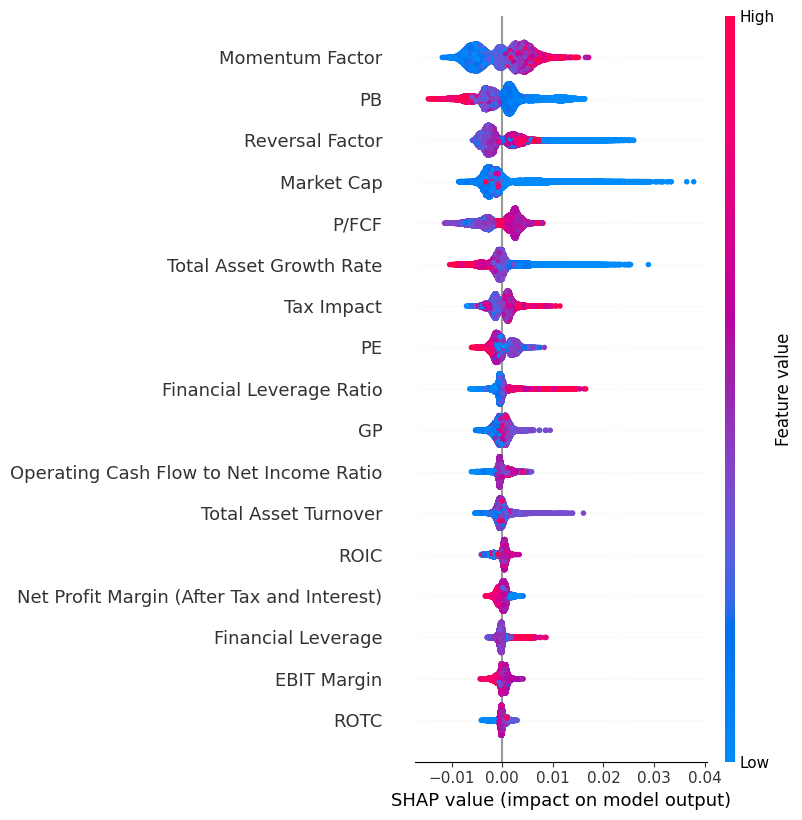 High
Momentum Factor
PB
Reversal Factor
Market Cap
P/FCF
Total Asset Growth Rate
Tax Impact
PE
Financial Leverage Ratio
GP
Operating Cash Flow to Net Income Ratio
Total Asset Turnover
ROIC
Net Profit Margin (After Tax and Interest)
Financial Leverage
EBIT Margin
ROTC
Feature value
Low
−0.01 0.00 0.01 0.02 0.03 0.04
SHAP value (impact on model output)